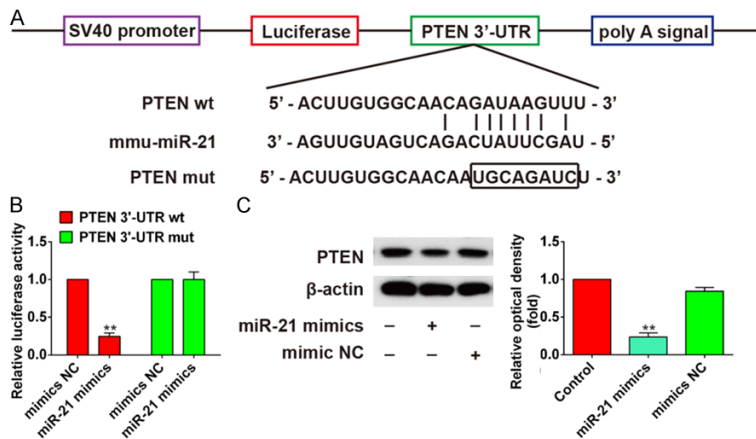 A
SV40 promoter Luciferase PTEN 3'-UTR poly A signal
PTEN wt 5' - ACUUGUGGCAACAGAUAAGUUU - 3'
mmu-miR-21 3' - AGUUGUAGUCAGACUAUUCGAU - 5'
PTEN mut 5' - ACUUGUGGCAACAAUGCAGAUCU - 3'
B
PTEN 3'-UTR wt
PTEN 3'-UTR mut
Relative luciferase activity
1.5
1.0
0.5
0.0
**
mimics NC
miR-21 mimics
mimics NC
miR-21 mimics
C
PTEN
β-actin
miR-21 mimics – + –
mimic NC – – +
Relative optical density
(fold)
1.5
1.0
0.5
0.0
**
Control
miR-21 mimics
mimics NC